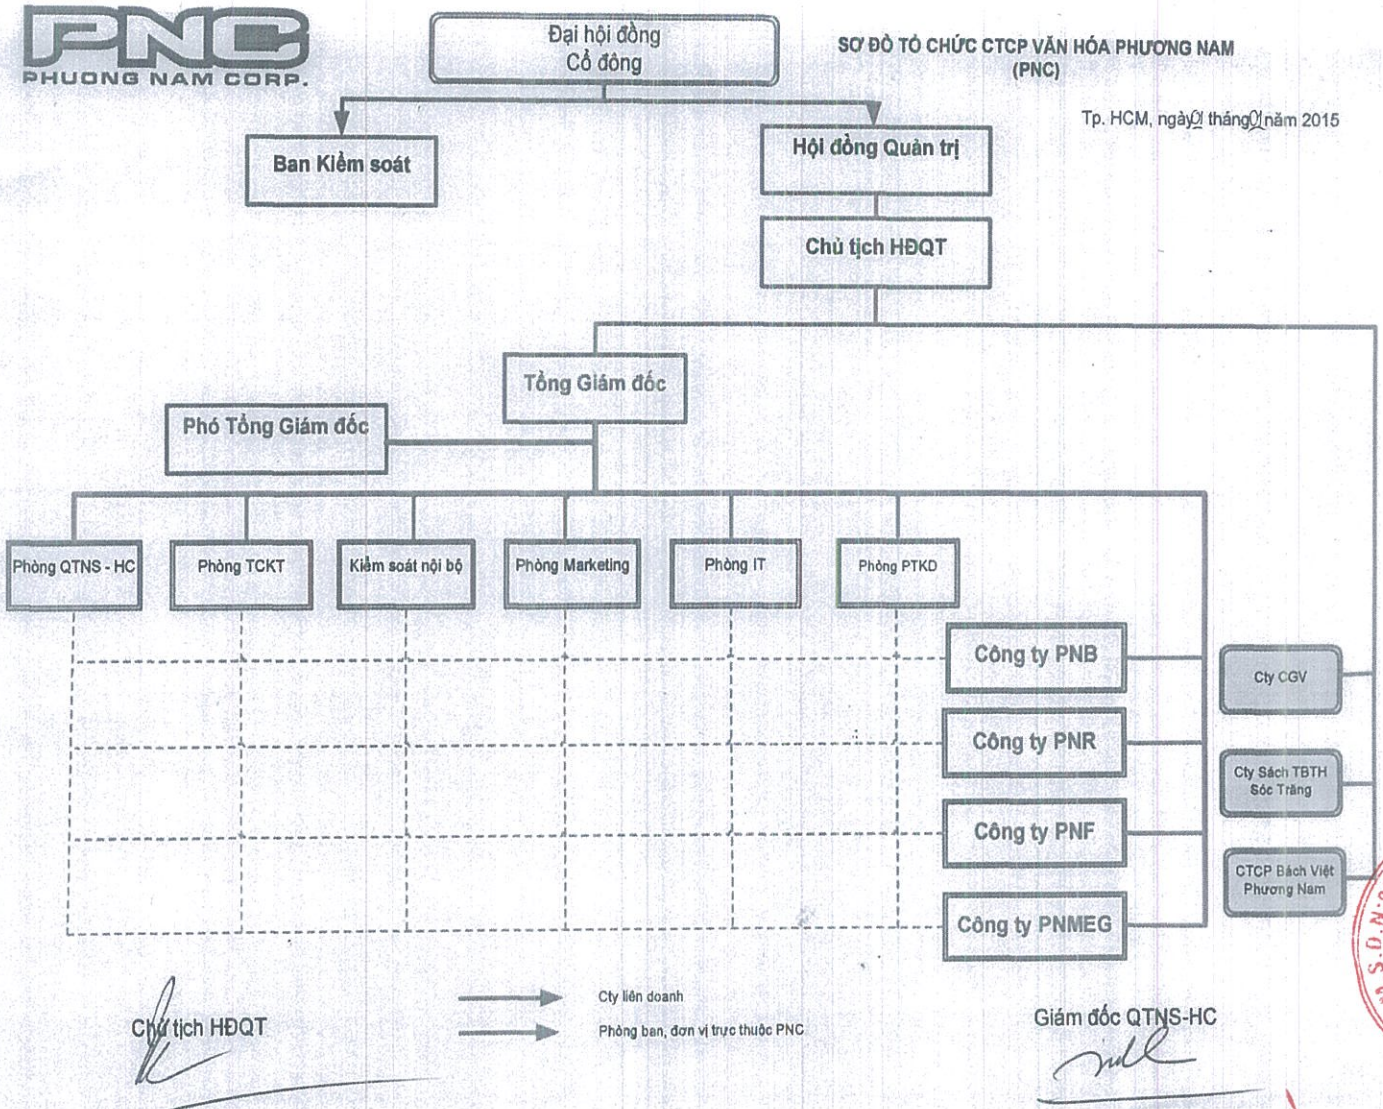 PNC
PHUONG NAM CORP.
Đại hội đồng
Cổ đông
SƠ ĐỒ TỔ CHỨC CTCP VĂN HÓA PHƯƠNG NAM
(PNC)
Tp. HCM, ngày 01 tháng 01 năm 2015
Ban Kiểm soát
Hội đồng Quản trị
Chủ tịch HĐQT
Tổng Giám đốc
Phó Tổng Giám đốc
Phòng QTNS - HC
Phòng TCKT
Kiểm soát nội bộ
Phòng Marketing
Phòng IT
Phòng PTKD
Công ty PNB
Công ty PNR
Công ty PNF
Công ty PNMEG
Cty CGV
Cty Sách TBTH
Sóc Trăng
CTCP Bách Việt
Phương Nam
Chủ tịch HĐQT
Cty liên doanh
Phòng ban, đơn vị trực thuộc PNC
Giám đốc QTNS-HC
S.D.N: